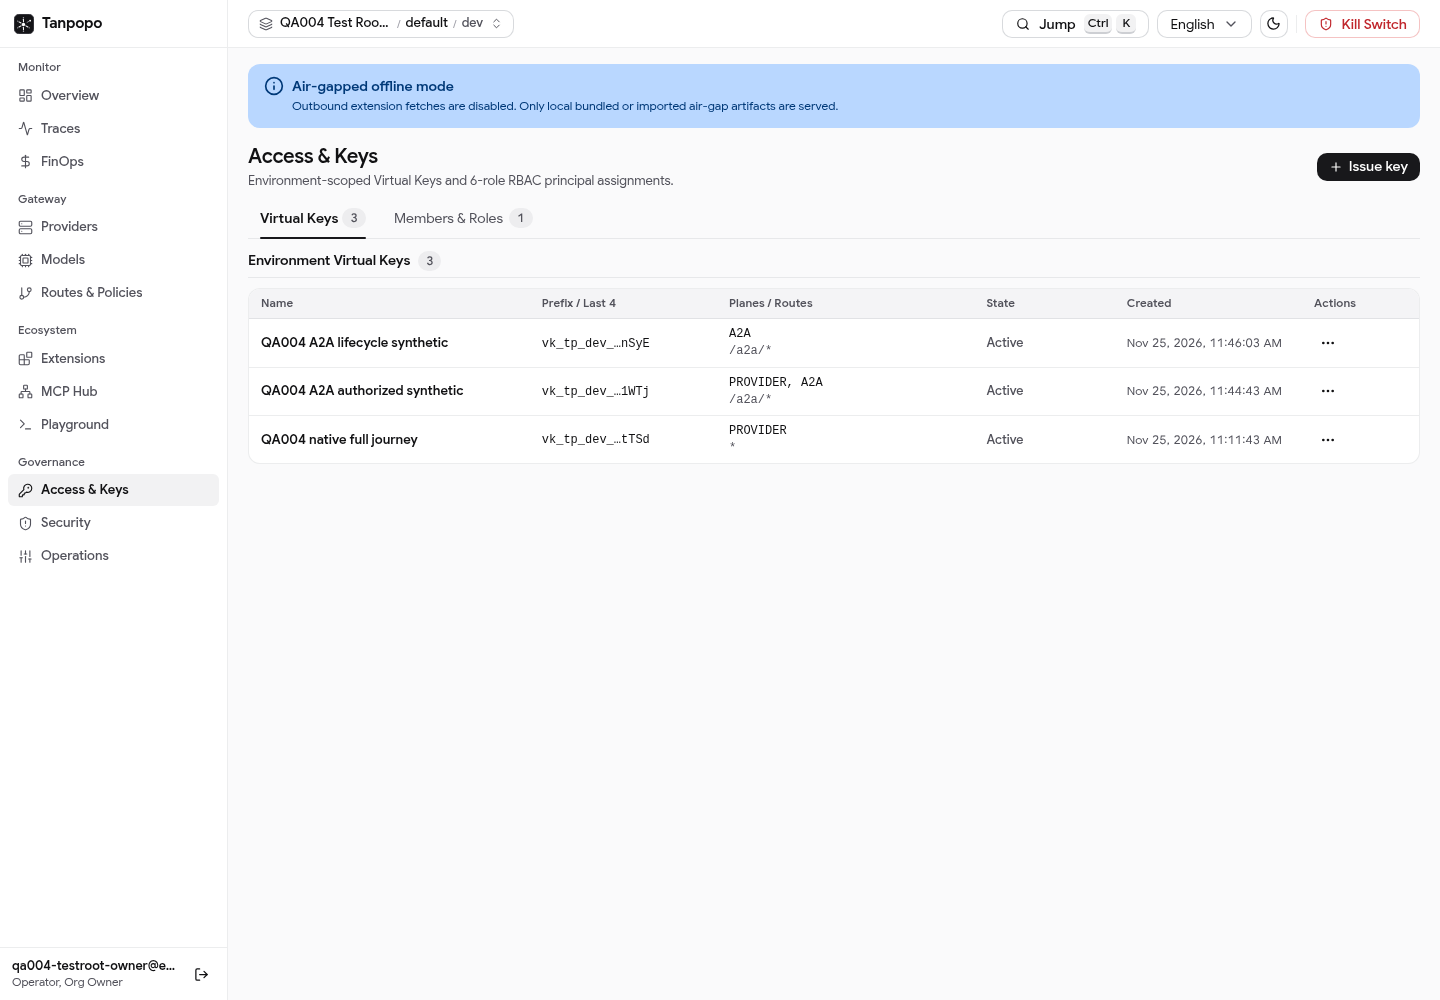 Tanpopo
QA004 Test Roo... / default / dev
Jump Ctrl K
English
Kill Switch
Monitor
Overview
Traces
FinOps
Gateway
Providers
Models
Routes & Policies
Ecosystem
Extensions
MCP Hub
Playground
Governance
Access & Keys
Security
Operations
qa004-testroot-owner@e...
Operator, Org Owner
Air-gapped offline mode
Outbound extension fetches are disabled. Only local bundled or imported air-gap artifacts are served.
Access & Keys
Environment-scoped Virtual Keys and 6-role RBAC principal assignments.
Issue key
Virtual Keys 3 Members & Roles 1
Environment Virtual Keys 3
Name Prefix / Last 4 Planes / Routes State Created Actions
QA004 A2A lifecycle synthetic vk_tp_dev_…nSyE A2A Active Nov 25, 2026, 11:46:03 AM
/a2a/*
QA004 A2A authorized synthetic vk_tp_dev_…1WTj PROVIDER, A2A Active Nov 25, 2026, 11:44:43 AM
/a2a/*
QA004 native full journey vk_tp_dev_…tTSd PROVIDER Active Nov 25, 2026, 11:11:43 AM
*